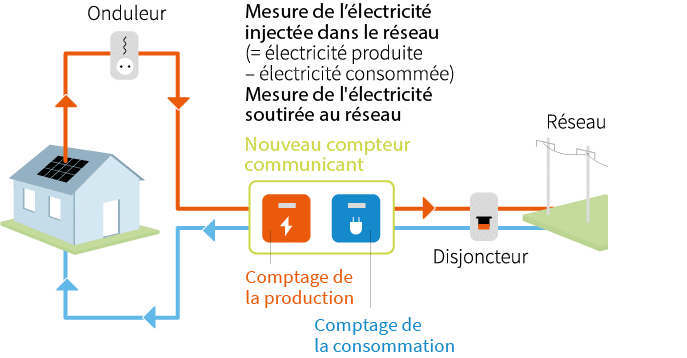 Onduleur
Mesure de l’électricité
injectée dans le réseau
(= électricité produite
– électricité consommée)
Mesure de l'électricité
soutirée au réseau
Nouveau compteur
communicant
Réseau
Disjoncteur
Comptage de
la production
Comptage de
la consommation